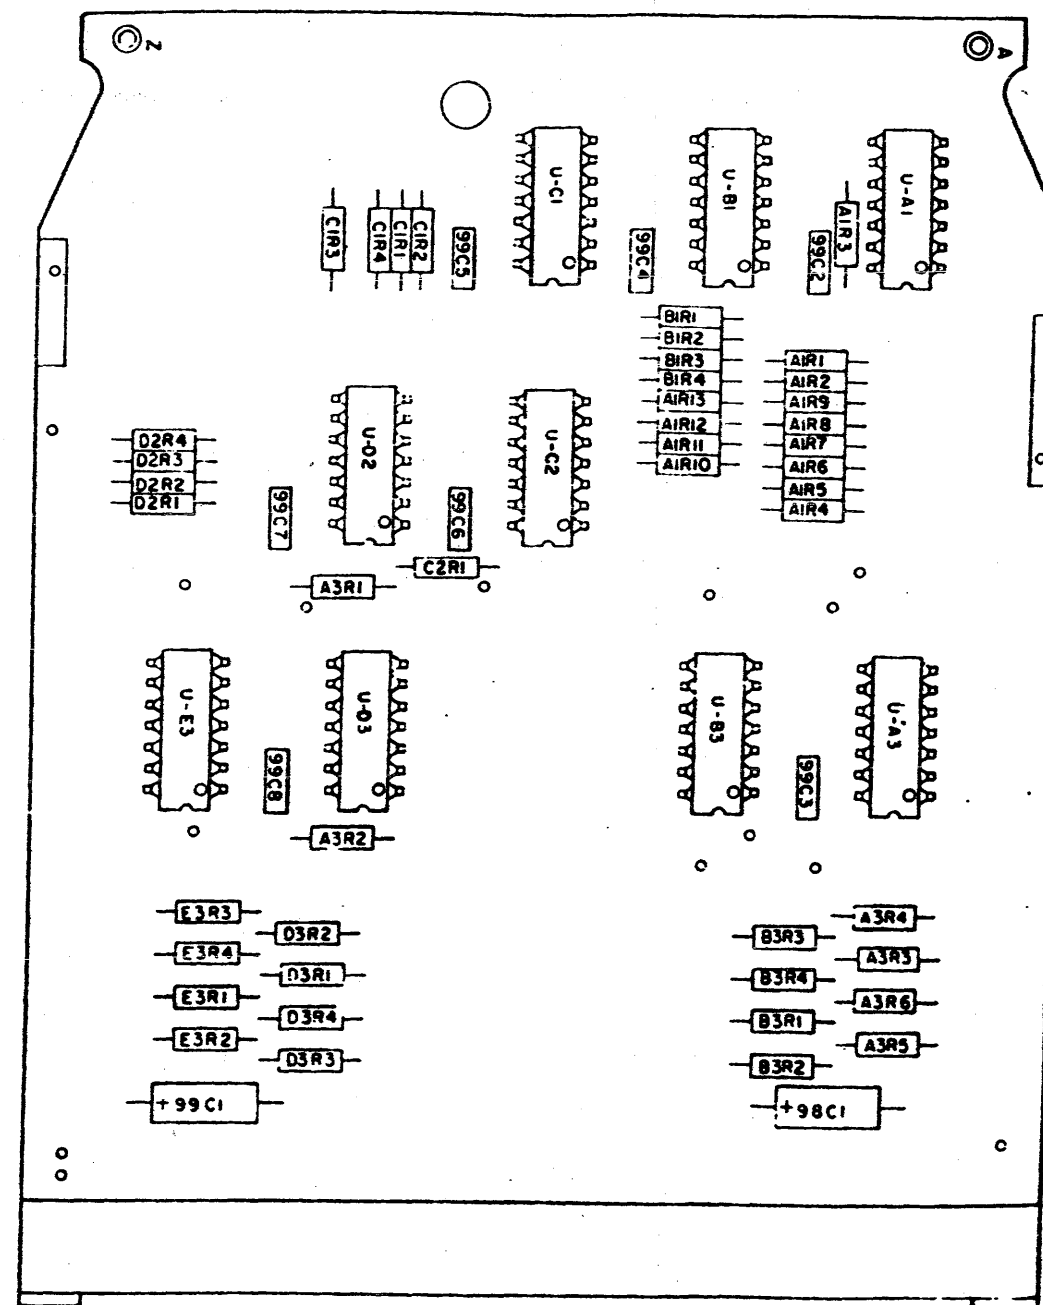 Z
A
U-C1
U-B1
U-A1
C1R3
C1R4
C1R1
C1R2
99C5
99C4
99C2
A1R3
B1R1
B1R2
B1R3
B1R4
A1R13
A1R12
A1R11
A1R10
A1R1
A1R2
A1R9
A1R8
A1R7
A1R6
A1R5
A1R4
D2R4
D2R3
D2R2
D2R1
U-D2
U-C2
99C7
99C6
C2R1
A3R1
U-E3
U-D3
U-B3
U-A3
99C8
99C3
A3R2
E3R3
D3R2
E3R4
D3R1
E3R1
D3R4
E3R2
D3R3
A3R4
B3R3
A3R3
B3R4
A3R6
B3R1
A3R5
B3R2
+99C1
+98C1